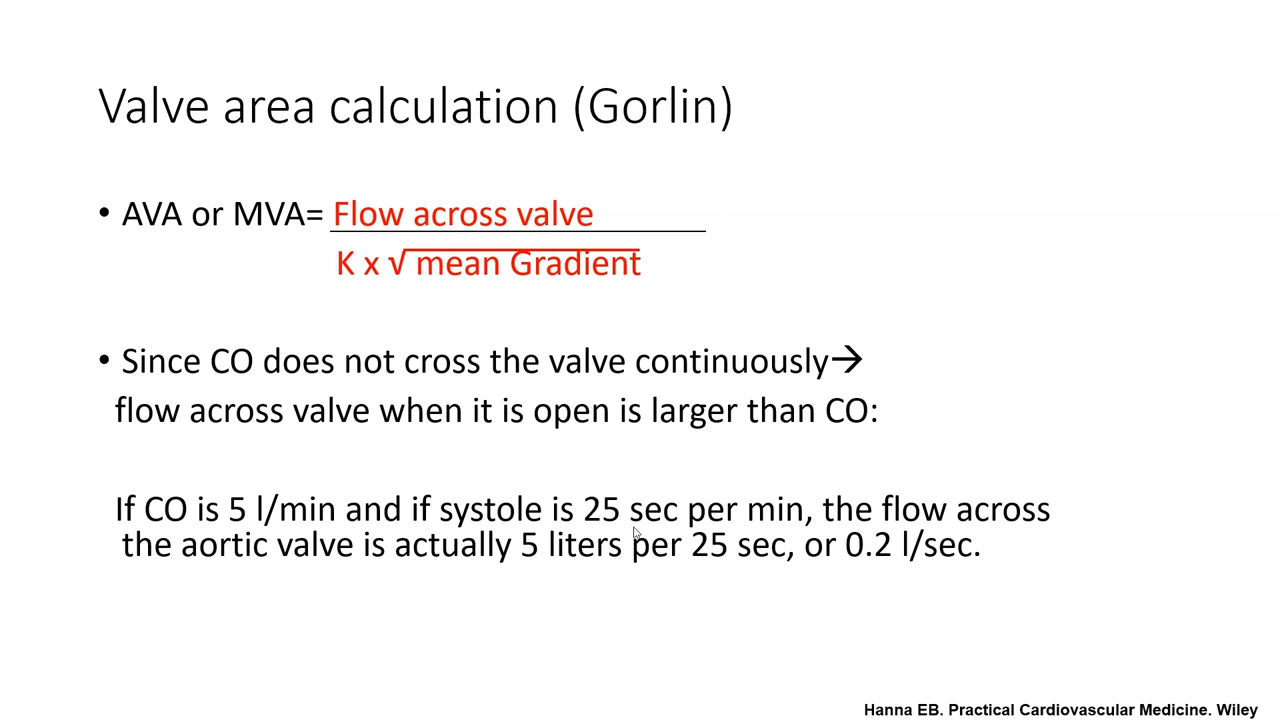 Valve area calculation (Gorlin)
• AVA or MVA= Flow across valve
K x √ mean Gradient
• Since CO does not cross the valve continuously→
flow across valve when it is open is larger than CO:
If CO is 5 l/min and if systole is 25 sec per min, the flow across
the aortic valve is actually 5 liters per 25 sec, or 0.2 l/sec.
Hanna EB. Practical Cardiovascular Medicine. Wiley